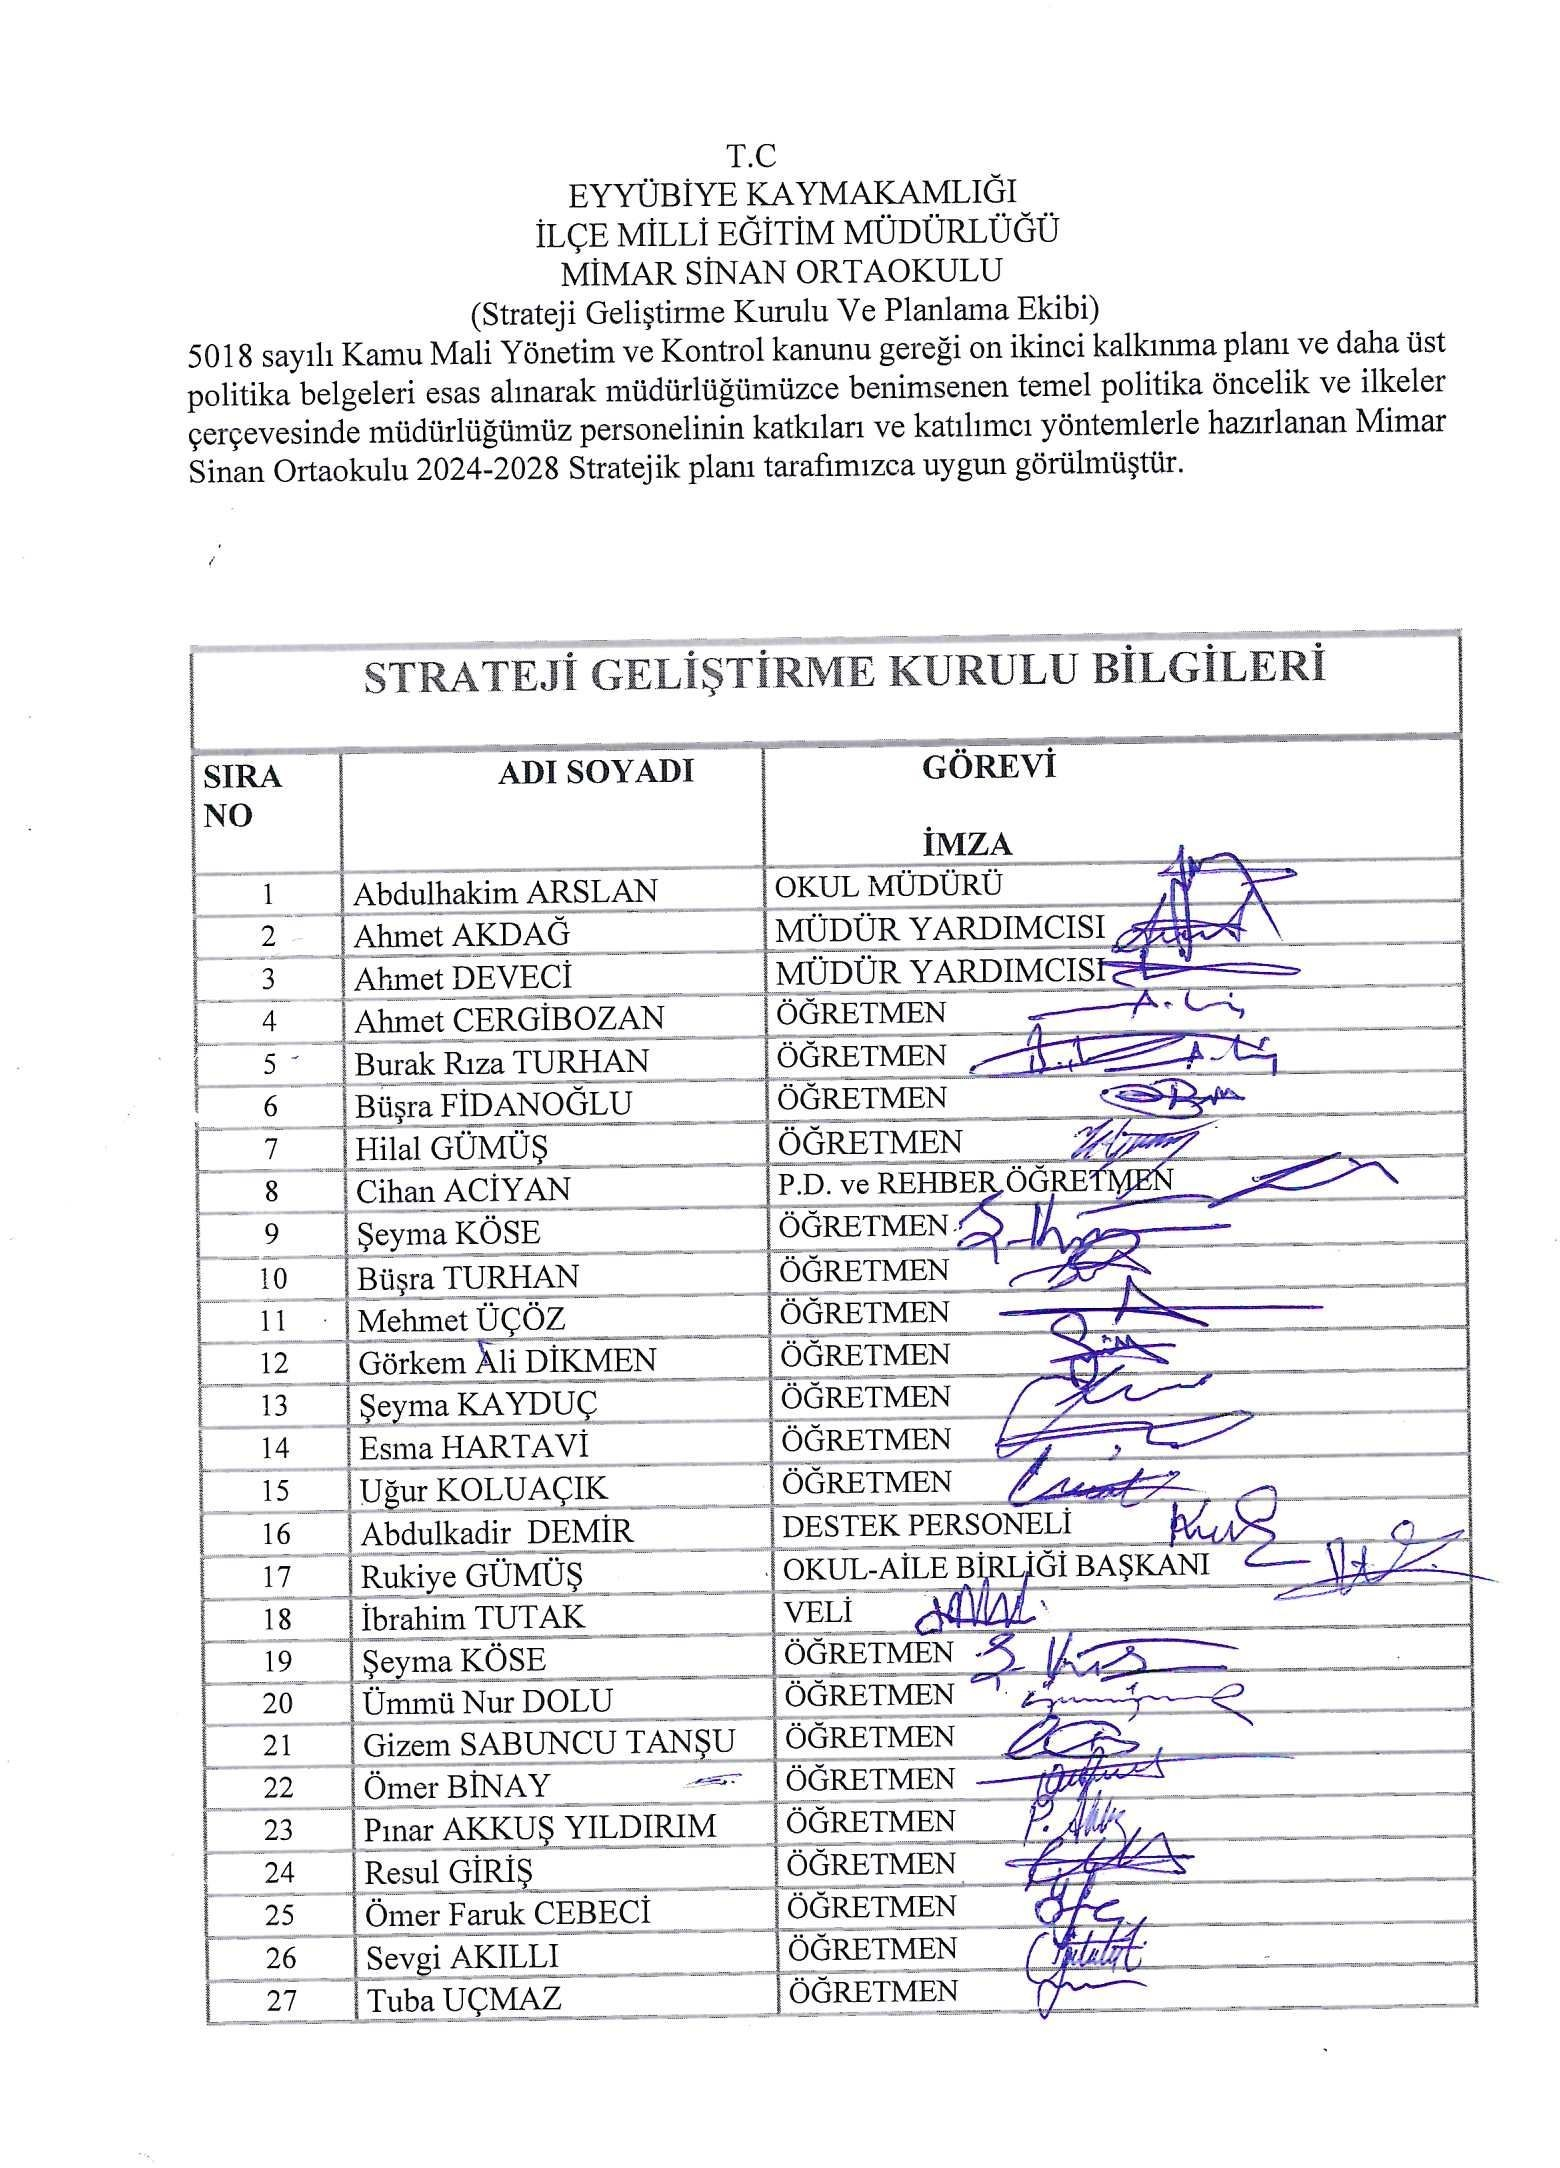 T.C
EYYÜBİYE KAYMAKAMLIĞI
İLÇE MİLLİ EĞİTİM MÜDÜRLÜĞÜ
MİMAR SİNAN ORTAOKULU
(Strateji Geliştirme Kurulu Ve Planlama Ekibi)
5018 sayılı Kamu Mali Yönetim ve Kontrol kanunu gereği on ikinci kalkınma planı ve daha üst
politika belgeleri esas alınarak müdürlüğümüzce benimsenen temel politika öncelik ve ilkeler
çerçevesinde müdürlüğümüz personelinin katkıları ve katılımcı yöntemlerle hazırlanan Mimar
Sinan Ortaokulu 2024-2028 Stratejik planı tarafımızca uygun görülmüştür.
STRATEJİ GELİŞTİRME KURULU BİLGİLERİ
SIRA NO ADI SOYADI GÖREVİ
İMZA
1 Abdulhakim ARSLAN OKUL MÜDÜRÜ
2 Ahmet AKDAĞ MÜDÜR YARDIMCISI
3 Ahmet DEVECİ MÜDÜR YARDIMCISI
4 Ahmet CERGİBOZAN ÖĞRETMEN
5 Burak Rıza TURHAN ÖĞRETMEN
6 Büşra FİDANOĞLU ÖĞRETMEN
7 Hilal GÜMÜŞ ÖĞRETMEN
8 Cihan ACİYAN P.D. ve REHBER ÖĞRETMEN
9 Şeyma KÖSE ÖĞRETMEN
10 Büşra TURHAN ÖĞRETMEN
11 Mehmet ÜÇÖZ ÖĞRETMEN
12 Görkem Ali DİKMEN ÖĞRETMEN
13 Şeyma KAYDUÇ ÖĞRETMEN
14 Esma HARTAVİ ÖĞRETMEN
15 Uğur KOLUAÇIK ÖĞRETMEN
16 Abdulkadir DEMİR DESTEK PERSONELİ
17 Rukiye GÜMÜŞ OKUL-AİLE BİRLİĞİ BAŞKANI
18 İbrahim TUTAK VELİ
19 Şeyma KÖSE ÖĞRETMEN
20 Ümmü Nur DOLU ÖĞRETMEN
21 Gizem SABUNCU TANŞU ÖĞRETMEN
22 Ömer BİNAY ÖĞRETMEN
23 Pınar AKKUŞ YILDIRIM ÖĞRETMEN
24 Resul GİRİŞ ÖĞRETMEN
25 Ömer Faruk CEBECİ ÖĞRETMEN
26 Sevgi AKILLI ÖĞRETMEN
27 Tuba UÇMAZ ÖĞRETMEN